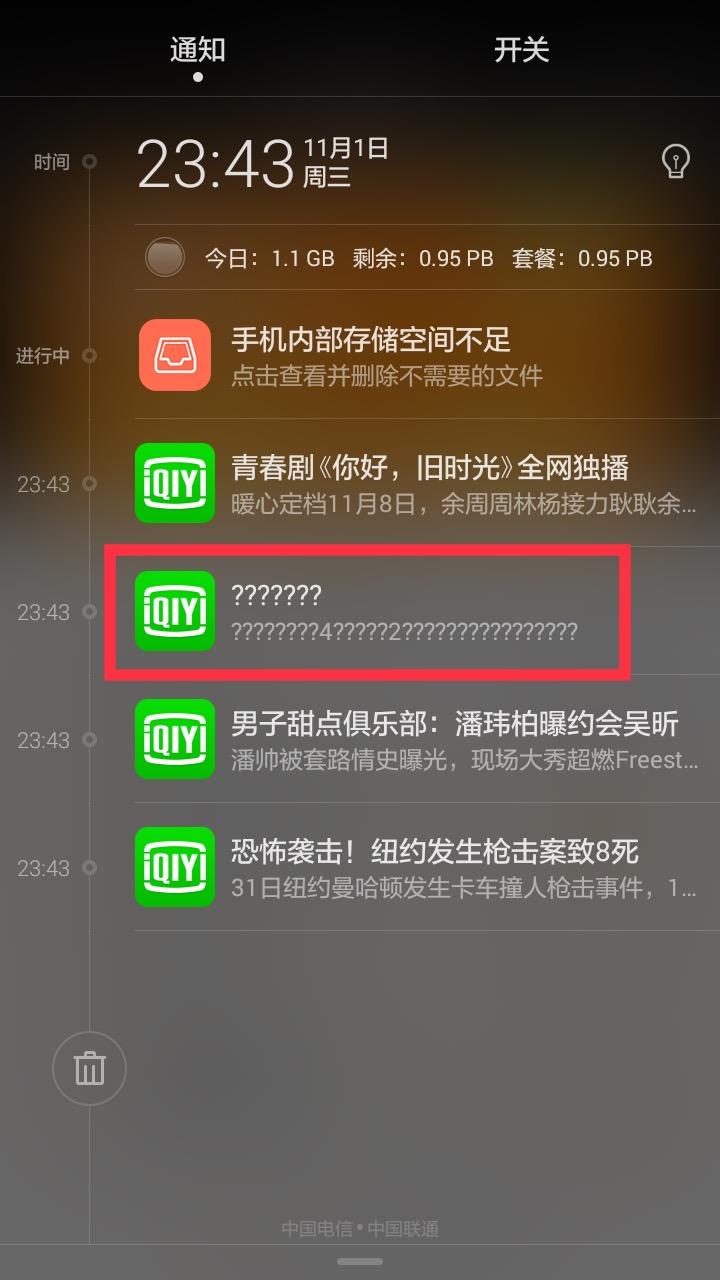 通知
开关
时间
23:43
11月1日
周三
今日：1.1 GB 剩余：0.95 PB 套餐：0.95 PB
进行中
手机内部存储空间不足
点击查看并删除不需要的文件
23:43
iQIYI
青春剧《你好，旧时光》全网独播
暖心定档11月8日，余周周林杨接力耿耿余...
23:43
iQIYI
???????
????????4?????2????????????????
23:43
iQIYI
男子甜点俱乐部：潘玮柏曝约会吴昕
潘帅被套路情史曝光，现场大秀超燃Freest...
23:43
iQIYI
恐怖袭击！纽约发生枪击案致8死
31日纽约曼哈顿发生卡车撞人枪击事件，1...
中国电信•中国联通